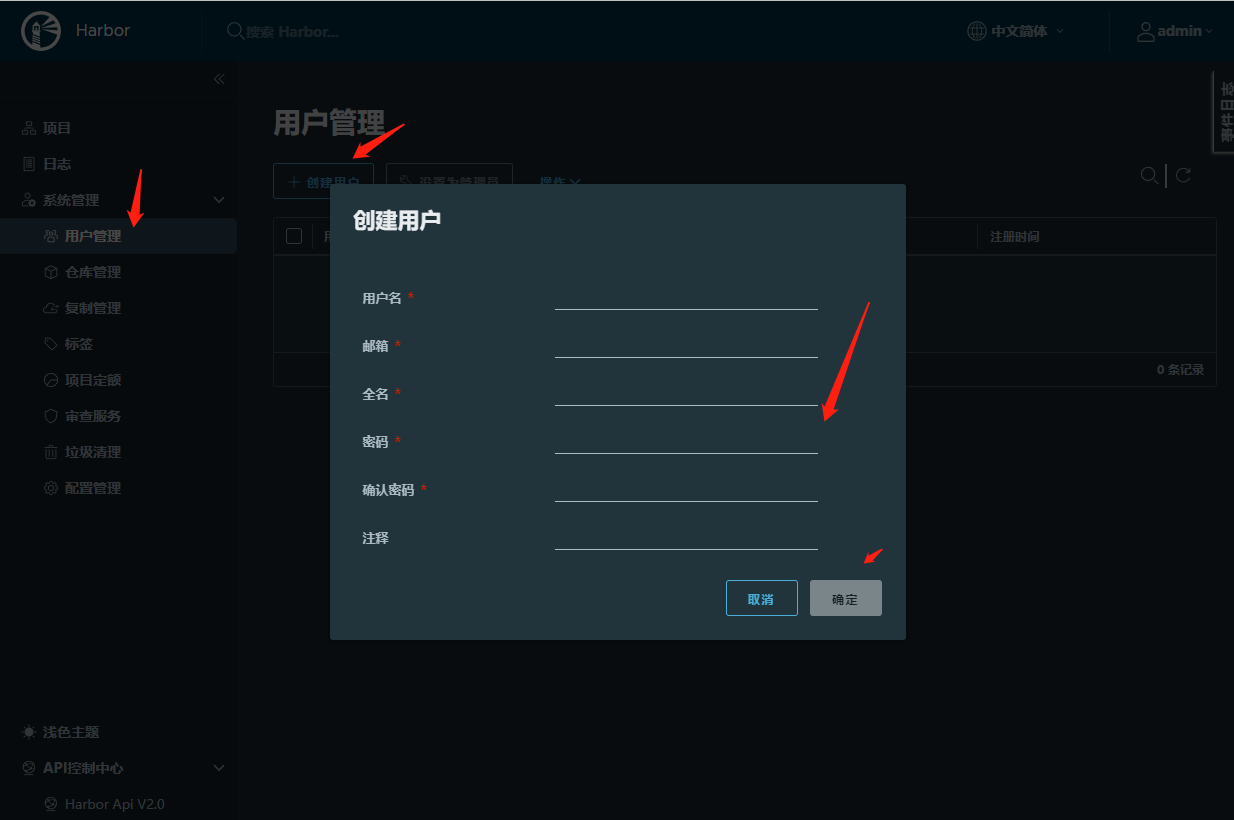 Harbor
搜索 Harbor...
中文简体
admin
事件日志
项目
日志
系统管理
用户管理
仓库管理
复制管理
标签
项目定额
审查服务
垃圾清理
配置管理
浅色主题
API控制中心
Harbor Api V2.0
用户管理
创建用户
设置为管理员
操作
注册时间
0 条记录
创建用户
用户名 *
邮箱 *
全名 *
密码 *
确认密码 *
注释
取消
确定